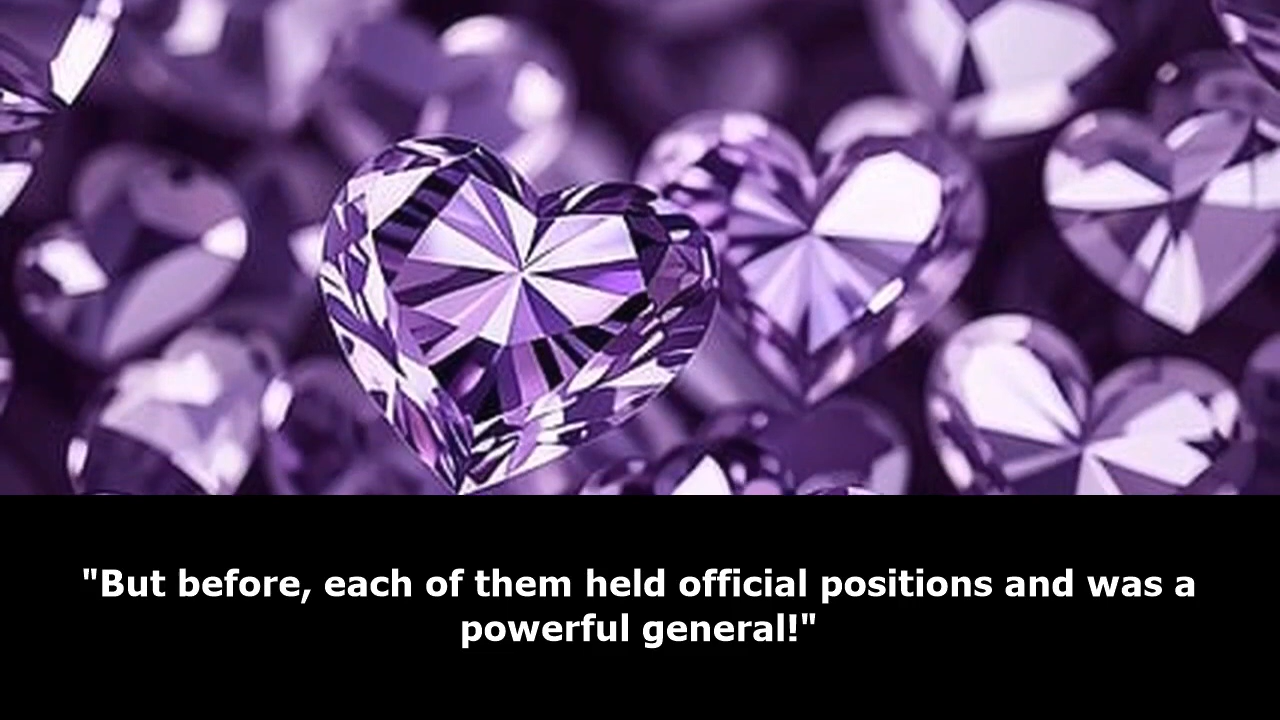 "But before, each of them held official positions and was a
powerful general!"